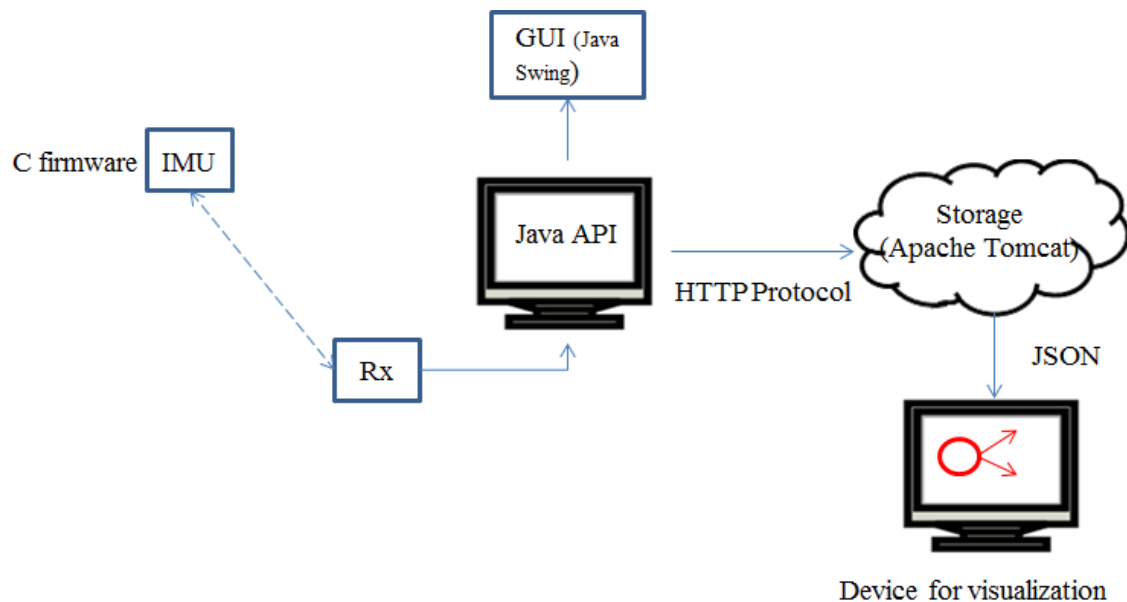 GUI (Java
Swing)
C firmware
IMU
Java API
Storage
(Apache Tomcat)
HTTP Protocol
Rx
JSON
Device for visualization